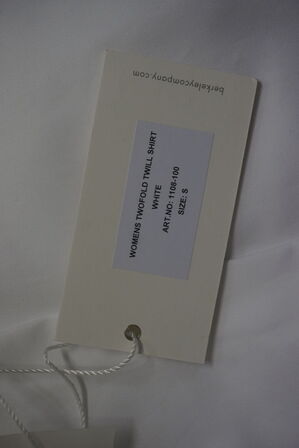 berkeleycompany.com
WOMENS TWOFOLD TWILL SHIRT
WHITE
ART.NO: 1108-100
SIZE: S